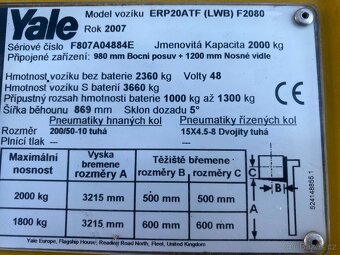 Yale
Model vozíku ERP20ATF (LWB) F2080
Rok 2007
Sériové číslo F807A04884E Jmenovitá Kapacita 2000 kg
Připojené zařízení: 980 mm Bocni posuv + 1200 mm Nosné vidle
Hmotnost vozíku bez baterie 2360 kg Volty 48
Hmotnost S baterií 3660 kg
Přípustný rozsah hmotnosti baterie 1000 kg až 1300 kg
Šířka běhounu 869 mm Sklon dozadu 5°
CE
Pneumatiky hnaných kol Pneumatiky řízených kol
Rozměr 200/50-10 tuhá 15X4.5-8 Dvojitý tuhá
Plnicí tlak --- ---
Maximální nosnost Vyska bremene rozměry A Těžiště břemene rozměry B rozměry C
2000 kg 3215 mm 500 mm 500 mm
1800 kg 3215 mm 600 mm 600 mm
C
B
A
524148855 1
Yale Europe, Flagship House, Reading Road North, Fleet, United Kingdom